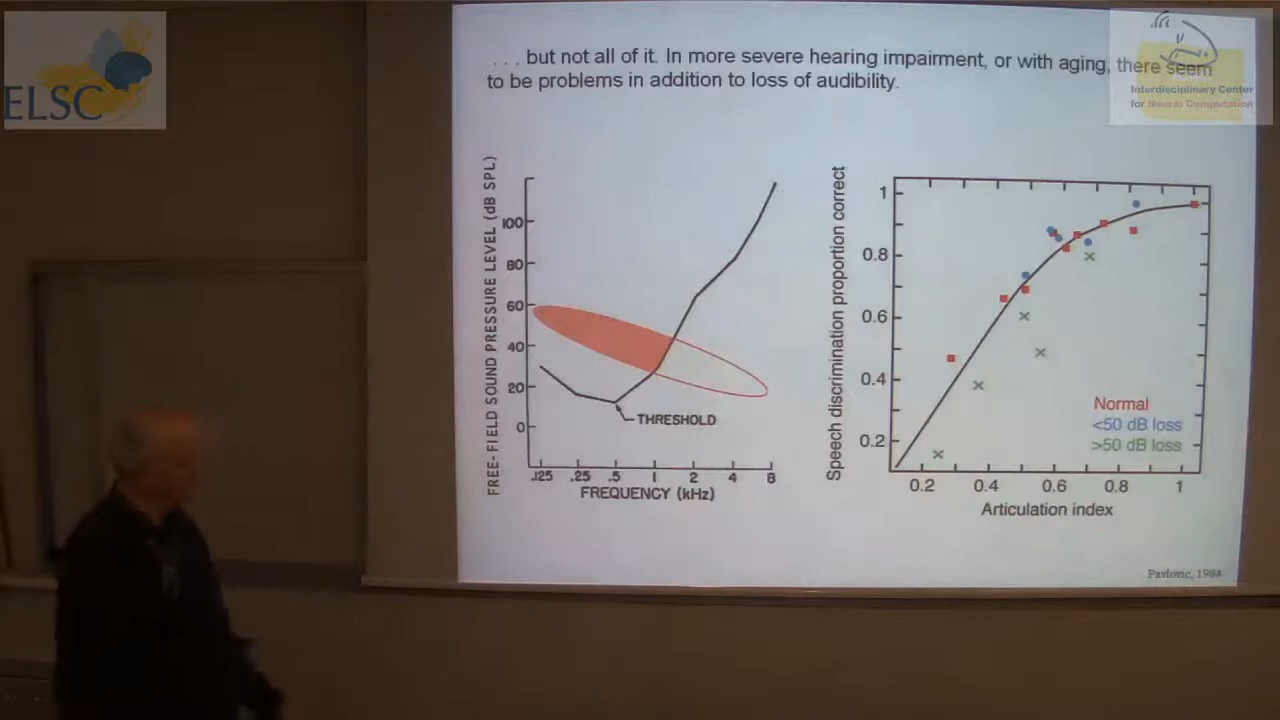 ELSC
. . . but not all of it. In more severe hearing impairment, or with aging, there seem
to be problems in addition to loss of audibility.
Interdisciplinary Center
for Neural Computation
FREE-FIELD SOUND PRESSURE LEVEL (dB SPL)
100
80
60
40
20
0
THRESHOLD
.125 .25 .5 1 2 4 8
FREQUENCY (kHz)
Speech discrimination proportion correct
1
0.8
0.6
0.4
0.2
Normal
<50 dB loss
>50 dB loss
0.2 0.4 0.6 0.8 1
Articulation index
Pavlovic, 1984